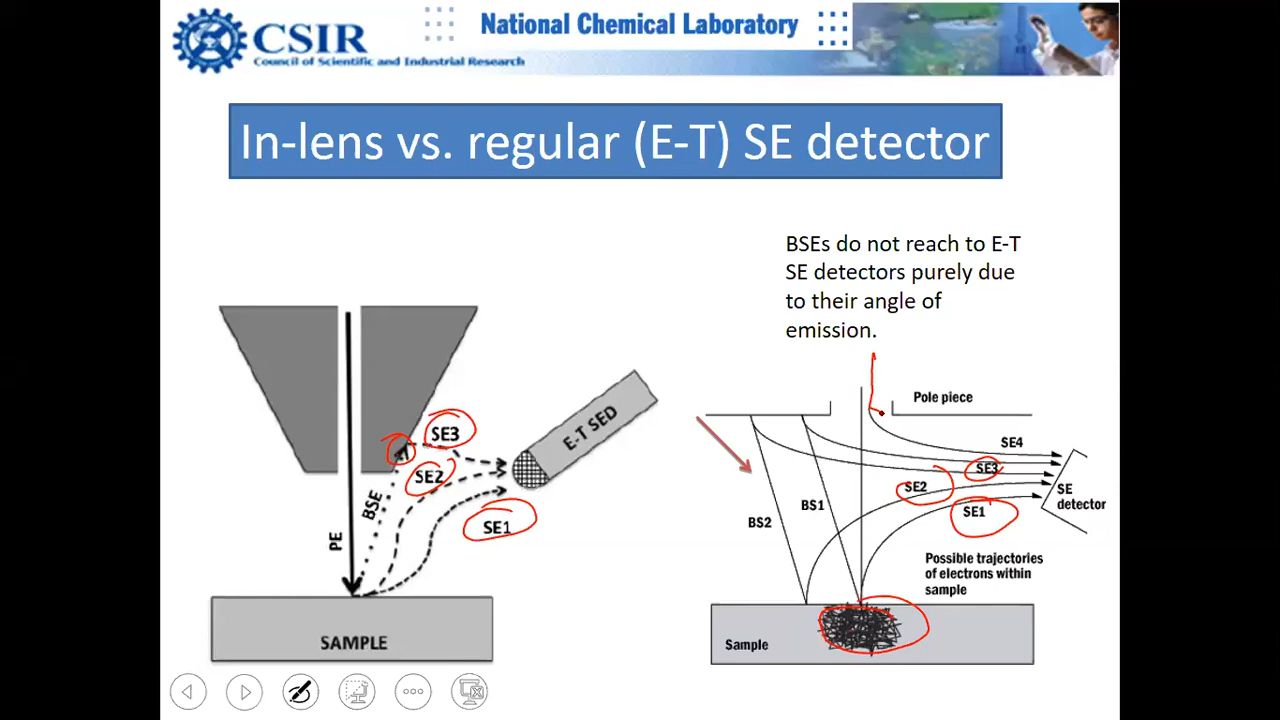 CSIR
Council of Scientific and Industrial Research
National Chemical Laboratory
In-lens vs. regular (E-T) SE detector
BSEs do not reach to E-T
SE detectors purely due
to their angle of
emission.
SE3
SE2
SE1
E-T SED
BSE
PE
SAMPLE
Pole piece
SE4
SE3
SE2
SE1
SE
detector
BS1
BS2
Possible trajectories
of electrons within
sample
Sample